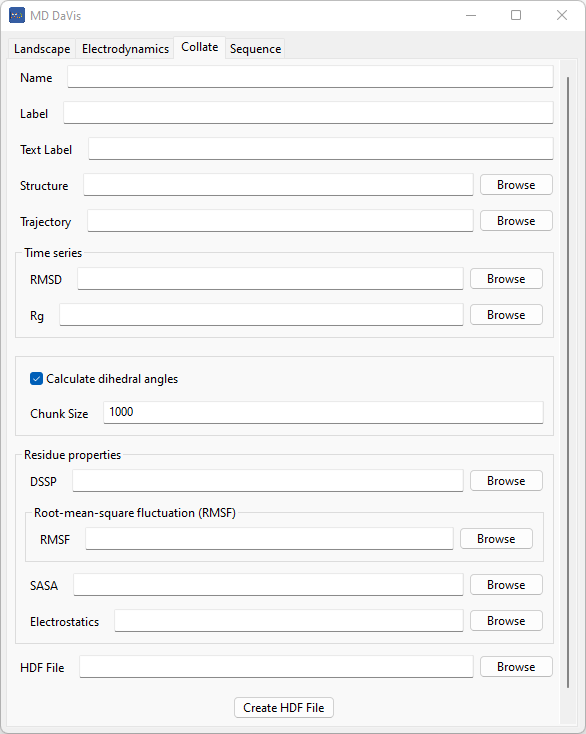 MD DaVis
Landscape Electrodynamics Collate Sequence
Name
Label
Text Label
Structure Browse
Trajectory Browse
Time series
RMSD Browse
Rg Browse
Calculate dihedral angles
Chunk Size 1000
Residue properties
DSSP Browse
Root-mean-square fluctuation (RMSF)
RMSF Browse
SASA Browse
Electrostatics Browse
HDF File Browse
Create HDF File